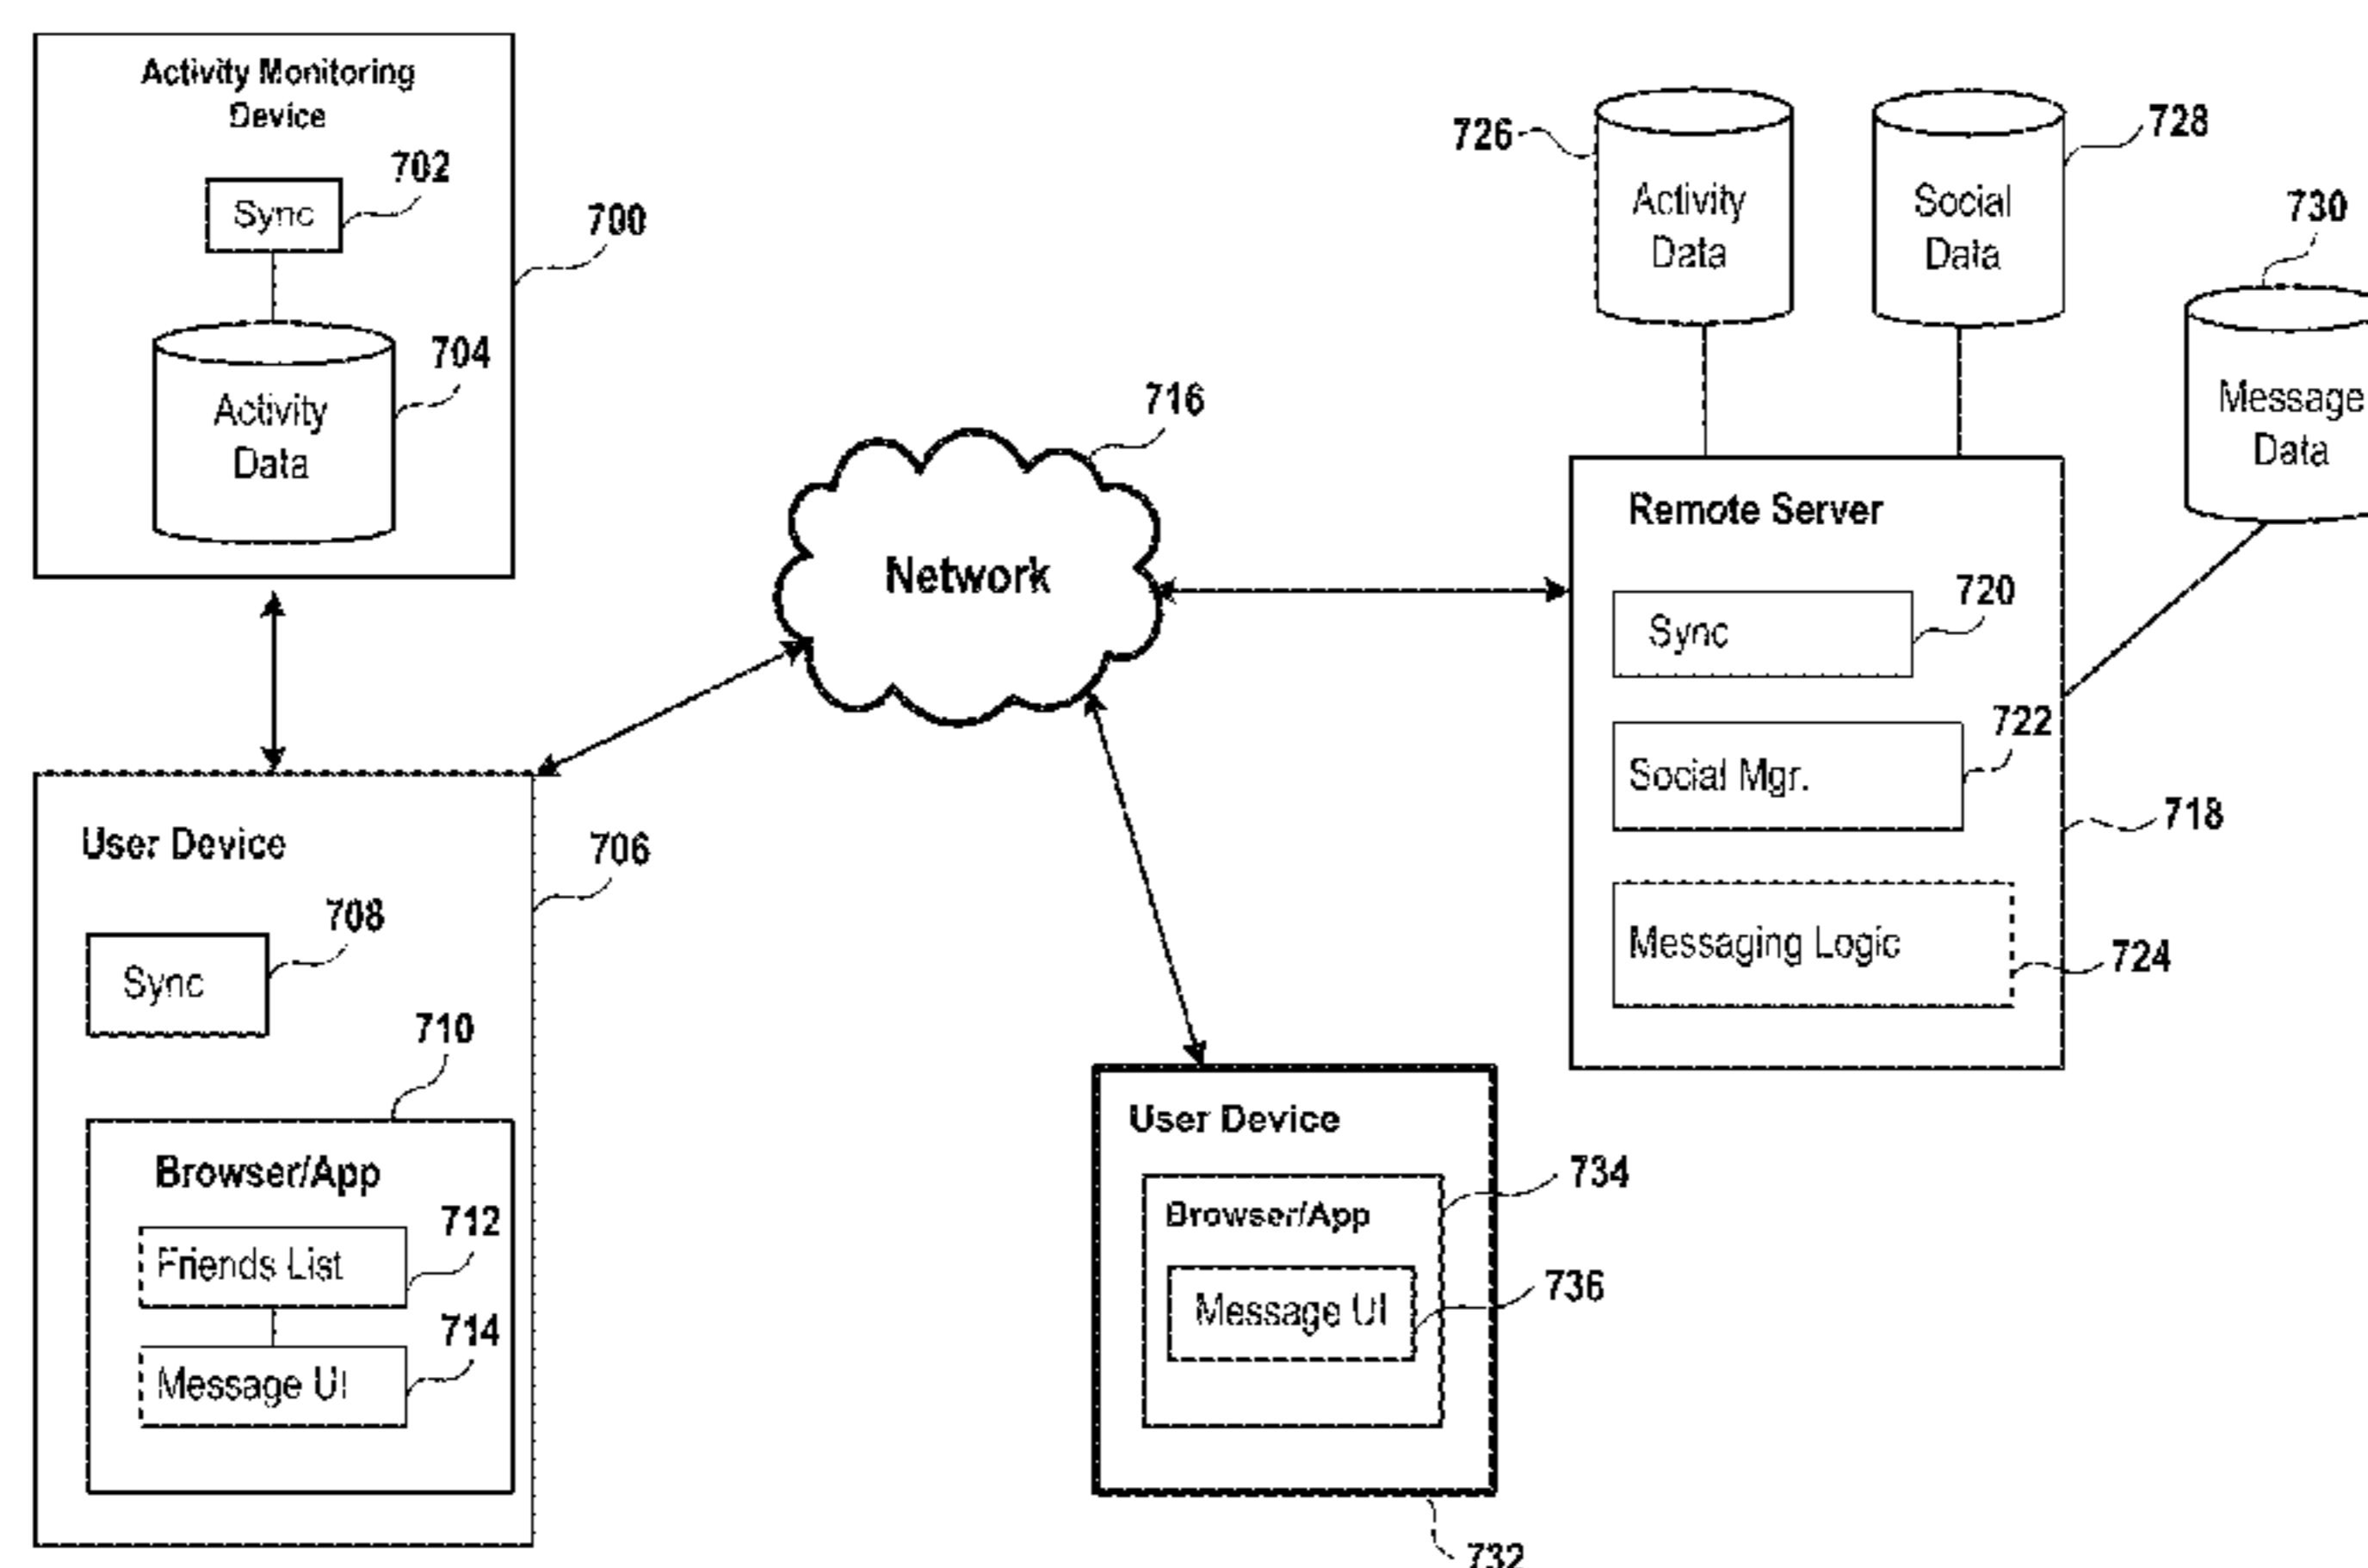 Activity Monitoring
Device
702
Sync
700
704
Activity
Data
726
Activity
Data
728
Social
Data
730
Message
Data
716
Network
Remote Server
720
Sync
722
Social Mgr.
718
Messaging Logic
724
User Device
706
708
Sync
710
Browser/App
712
Friends List
714
Message UI
User Device
734
Browser/App
736
Message UI
732